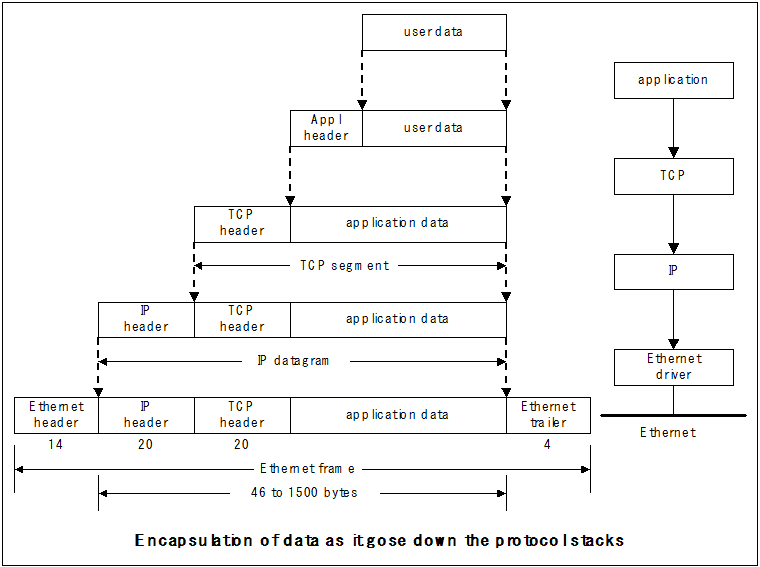 user data
application
Appl
header
user data
TCP
TCP
header
application data
TCP segment
IP
IP
header
TCP
header
application data
IP datagram
Ethernet
driver
Ethernet
header
IP
header
TCP
header
application data
Ethernet
trailer
Ethernet
14
20
20
4
Ethernet frame
46 to 1500 bytes
Encapsulation of data as it gose down the protocol stacks